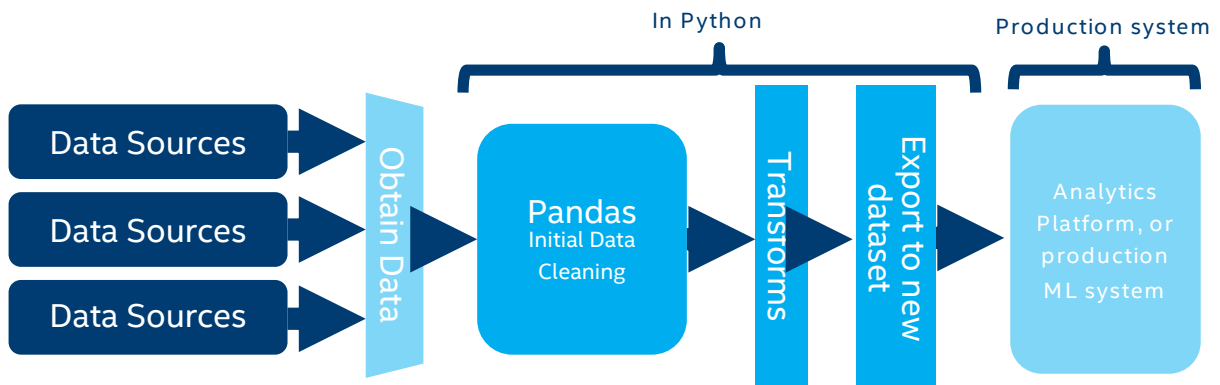 In Python
Production system
Data Sources
Data Sources
Data Sources
Obtain Data
Pandas
Initial Data
Cleaning
Transforms
Export to new
dataset
Analytics
Platform, or
production
ML system